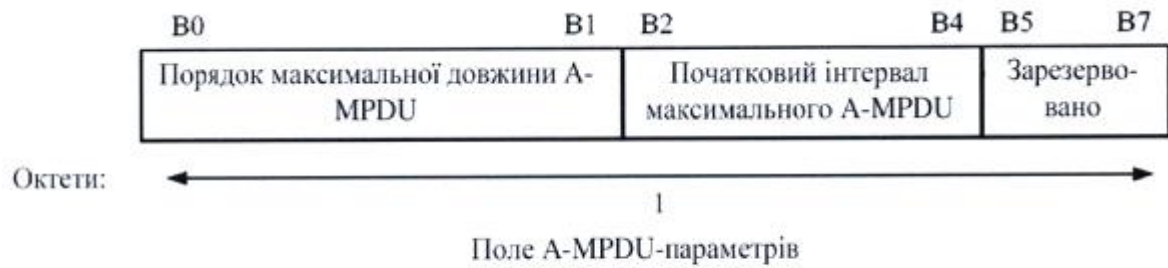 B0 B1 B2 B4 B5 B7
Порядок максимальної довжини А-
MPDU
Початковий інтервал
максимального A-MPDU
Зарезерво-
вано
Октети:
1
Поле A-MPDU-параметрів